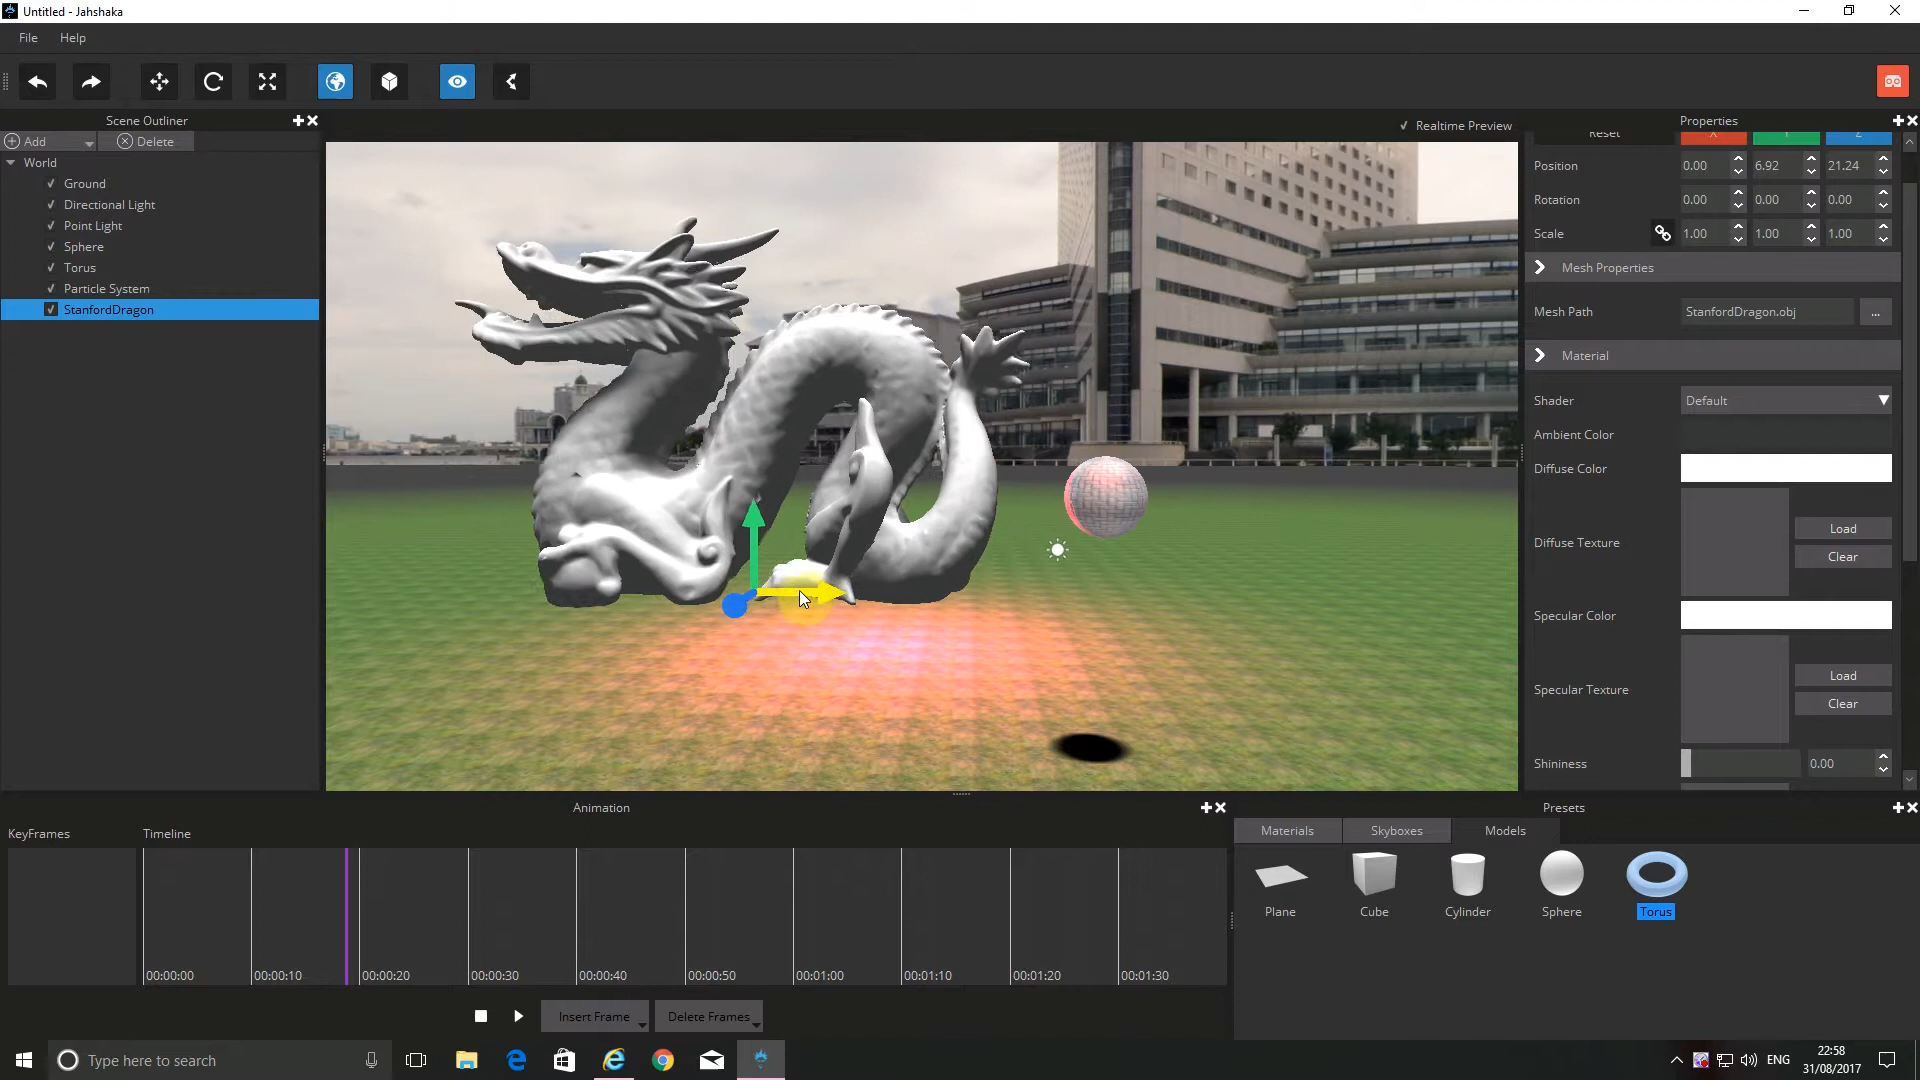 Untitled - Jahshaka
File Help
Scene Outliner
Add Delete
World
Ground
Directional Light
Point Light
Sphere
Torus
Particle System
StanfordDragon
Realtime Preview
Properties
Reset X Y Z
Position 0.00 6.92 21.24
Rotation 0.00 0.00 0.00
Scale 1.00 1.00 1.00
Mesh Properties
Mesh Path StanfordDragon.obj ...
Material
Shader Default
Ambient Color
Diffuse Color
Diffuse Texture Load
Clear
Specular Color
Specular Texture Load
Clear
Shininess 0.00
Animation
KeyFrames Timeline
00:00:00 00:00:10 00:00:20 00:00:30 00:00:40 00:00:50 00:01:00 00:01:10 00:01:20 00:01:30
Insert Frame Delete Frames
Presets
Materials Skyboxes Models
Plane Cube Cylinder Sphere Torus
Type here to search
ENG
22:58
31/08/2017